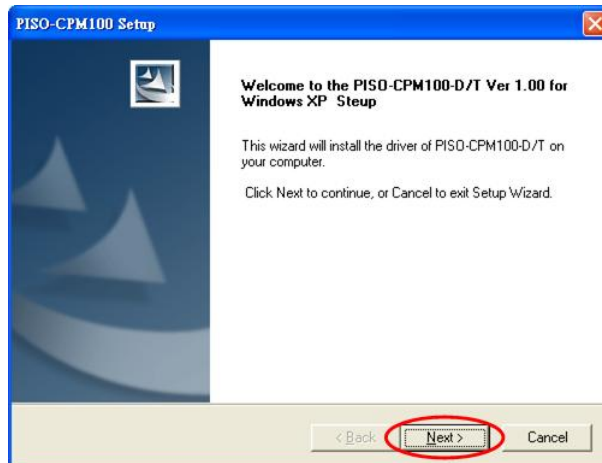 PISO-CPM100 Setup
Welcome to the PISO-CPM100-D/T Ver 1.00 for
Windows XP Steup
This wizard will install the driver of PISO-CPM100-D/T on
your computer.
Click Next to continue, or Cancel to exit Setup Wizard.
< Back Next > Cancel